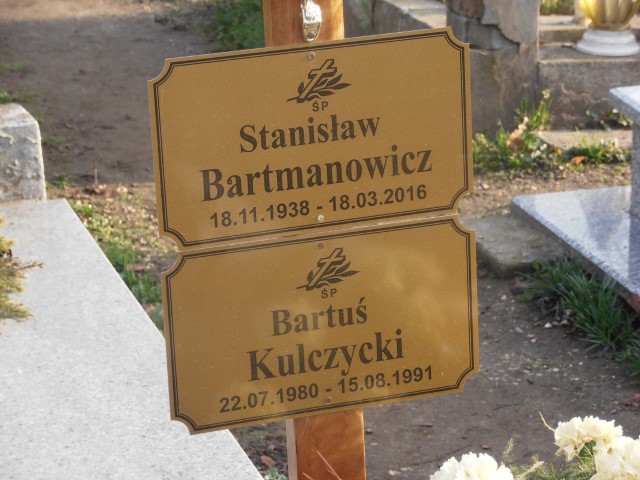 ŚP
Stanisław
Bartmanowicz
18.11.1938 - 18.03.2016
ŚP
Bartuś
Kulczycki
22.07.1980 - 15.08.1991